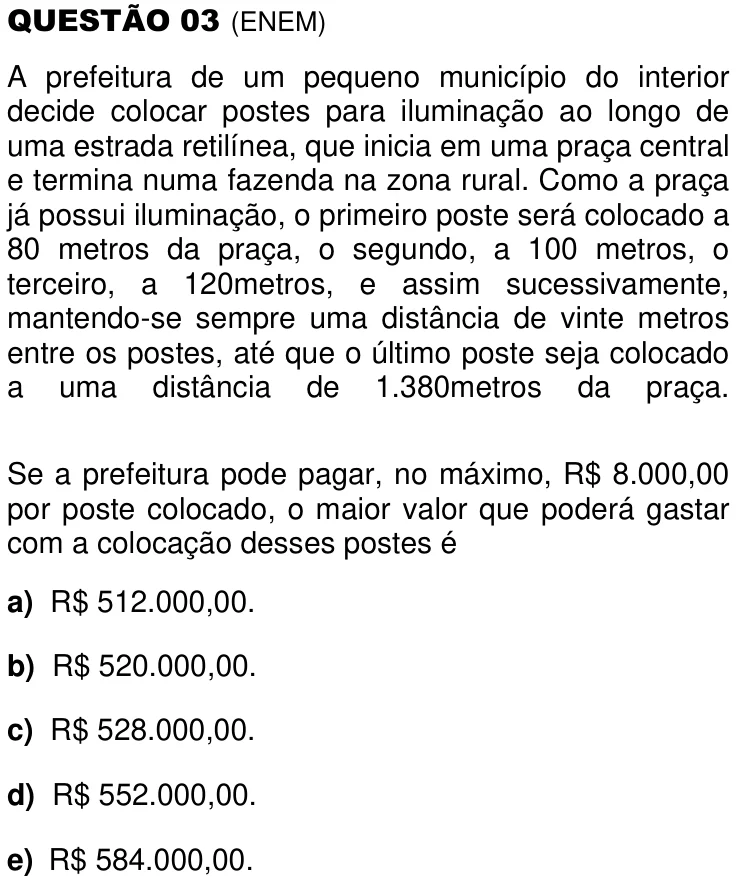 QUESTÃO 03 (ENEM)
A prefeitura de um pequeno município do interior
decide colocar postes para iluminação ao longo de
uma estrada retilínea, que inicia em uma praça central
e termina numa fazenda na zona rural. Como a praça
já possui iluminação, o primeiro poste será colocado a
80 metros da praça, o segundo, a 100 metros, o
terceiro, a 120metros, e assim sucessivamente,
mantendo-se sempre uma distância de vinte metros
entre os postes, até que o último poste seja colocado
a uma distância de 1.380metros da praça.
Se a prefeitura pode pagar, no máximo, R$ 8.000,00
por poste colocado, o maior valor que poderá gastar
com a colocação desses postes é
a) R$ 512.000,00.
b) R$ 520.000,00.
c) R$ 528.000,00.
d) R$ 552.000,00.
e) R$ 584.000,00.